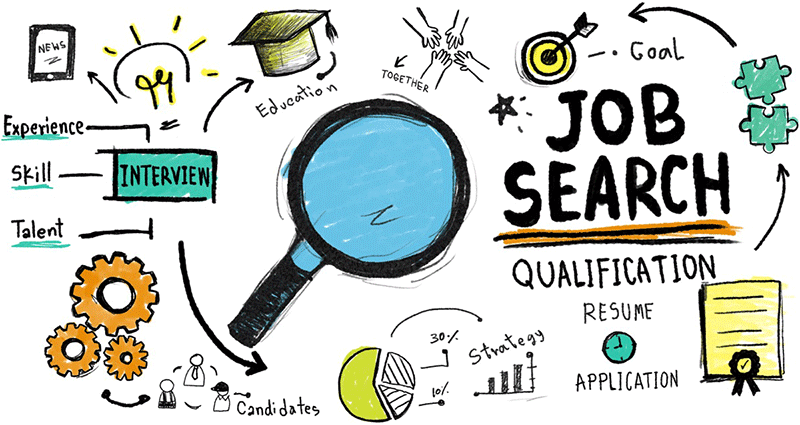 NEWS
Experience
Skill
Talent
INTERVIEW
Education
TOGETHER
Goal
JOB
SEARCH
QUALIFICATION
RESUME
APPLICATION
Candidates
30%
10%
Strategy